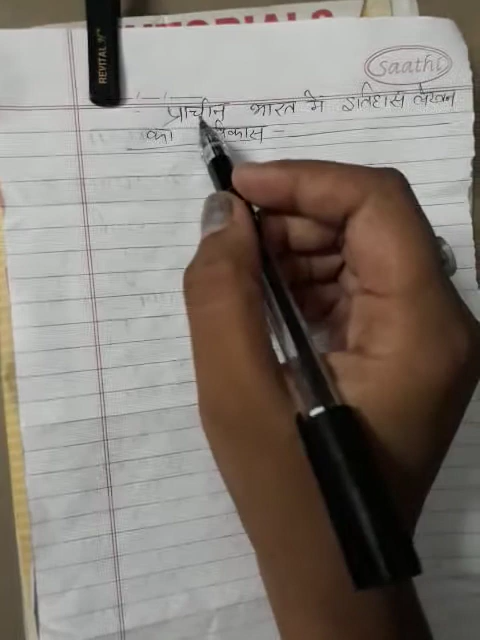 REVITAL H
saathi
प्राचीन भारत मे इतिहास लेखन
का विकास -